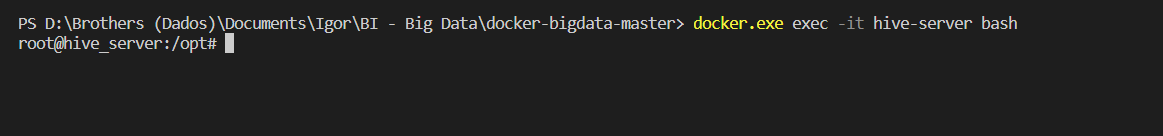 PS D:\Brothers (Dados)\Documents\Igor\BI - Big Data\docker-bigdata-master> docker.exe exec -it hive-server bash
root@hive_server:/opt#